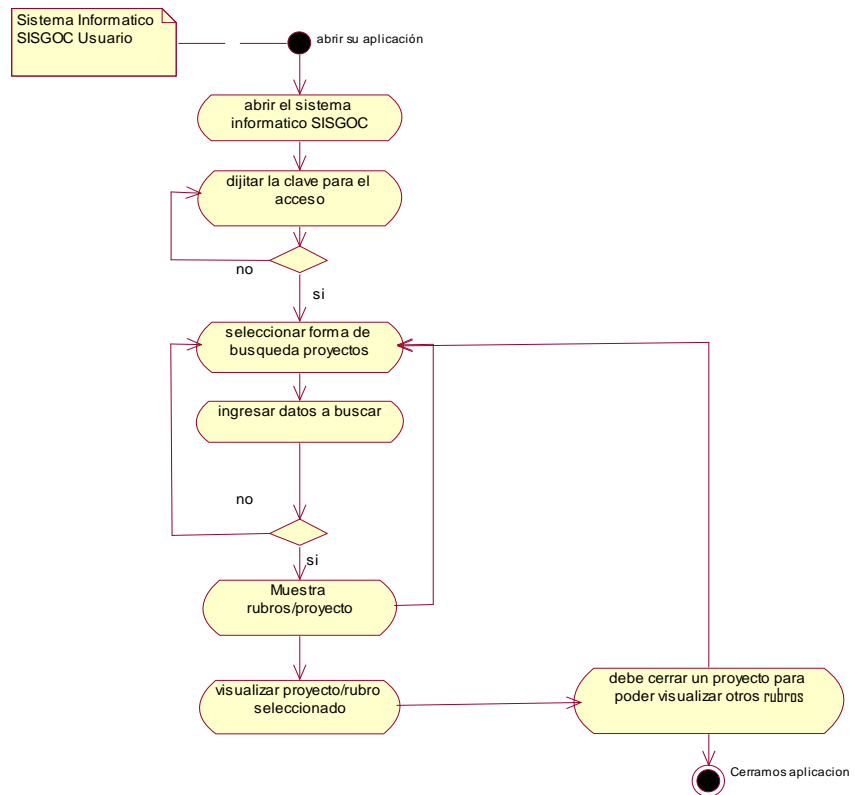 Sistema Informatico
SISGOC Usuario
abrir su aplicación
abrir el sistema
informatico SISGOC
dijitar la clave para el
acceso
no
si
seleccionar forma de
busqueda proyectos
ingresar datos a buscar
no
si
Muestra
rubros/proyecto
visualizar proyecto/rubro
seleccionado
debe cerrar un proyecto para
poder visualizar otros rubros
Cerramos aplicacion